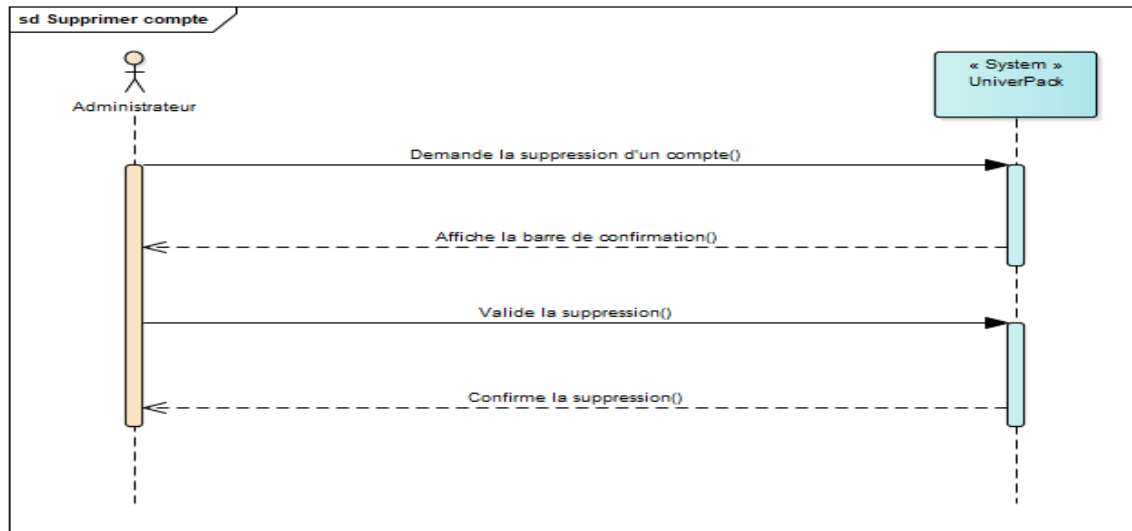 sd Supprimer compte
« System »
UniverPack
Administrateur
Demande la suppression d'un compte()
Affiche la barre de confirmation()
Valide la suppression()
Confirme la suppression()